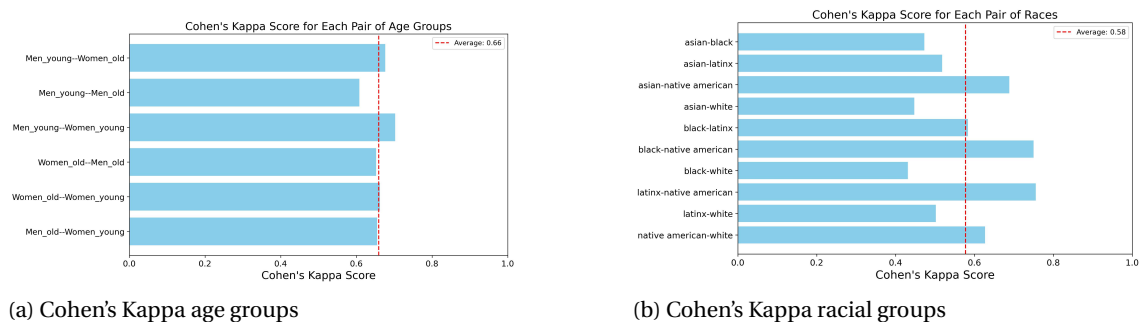 Cohen's Kappa Score for Each Pair of Age Groups
Average: 0.66
Men_young--Women_old
Men_young--Men_old
Men_young--Women_young
Women_old--Men_old
Women_old--Women_young
Men_old--Women_young
0.0 0.2 0.4 0.6 0.8 1.0
Cohen's Kappa Score
(a) Cohen's Kappa age groups
Cohen's Kappa Score for Each Pair of Races
Average: 0.58
asian-black
asian-latinx
asian-native american
asian-white
black-latinx
black-native american
black-white
latinx-native american
latinx-white
native american-white
0.0 0.2 0.4 0.6 0.8 1.0
Cohen's Kappa Score
(b) Cohen's Kappa racial groups